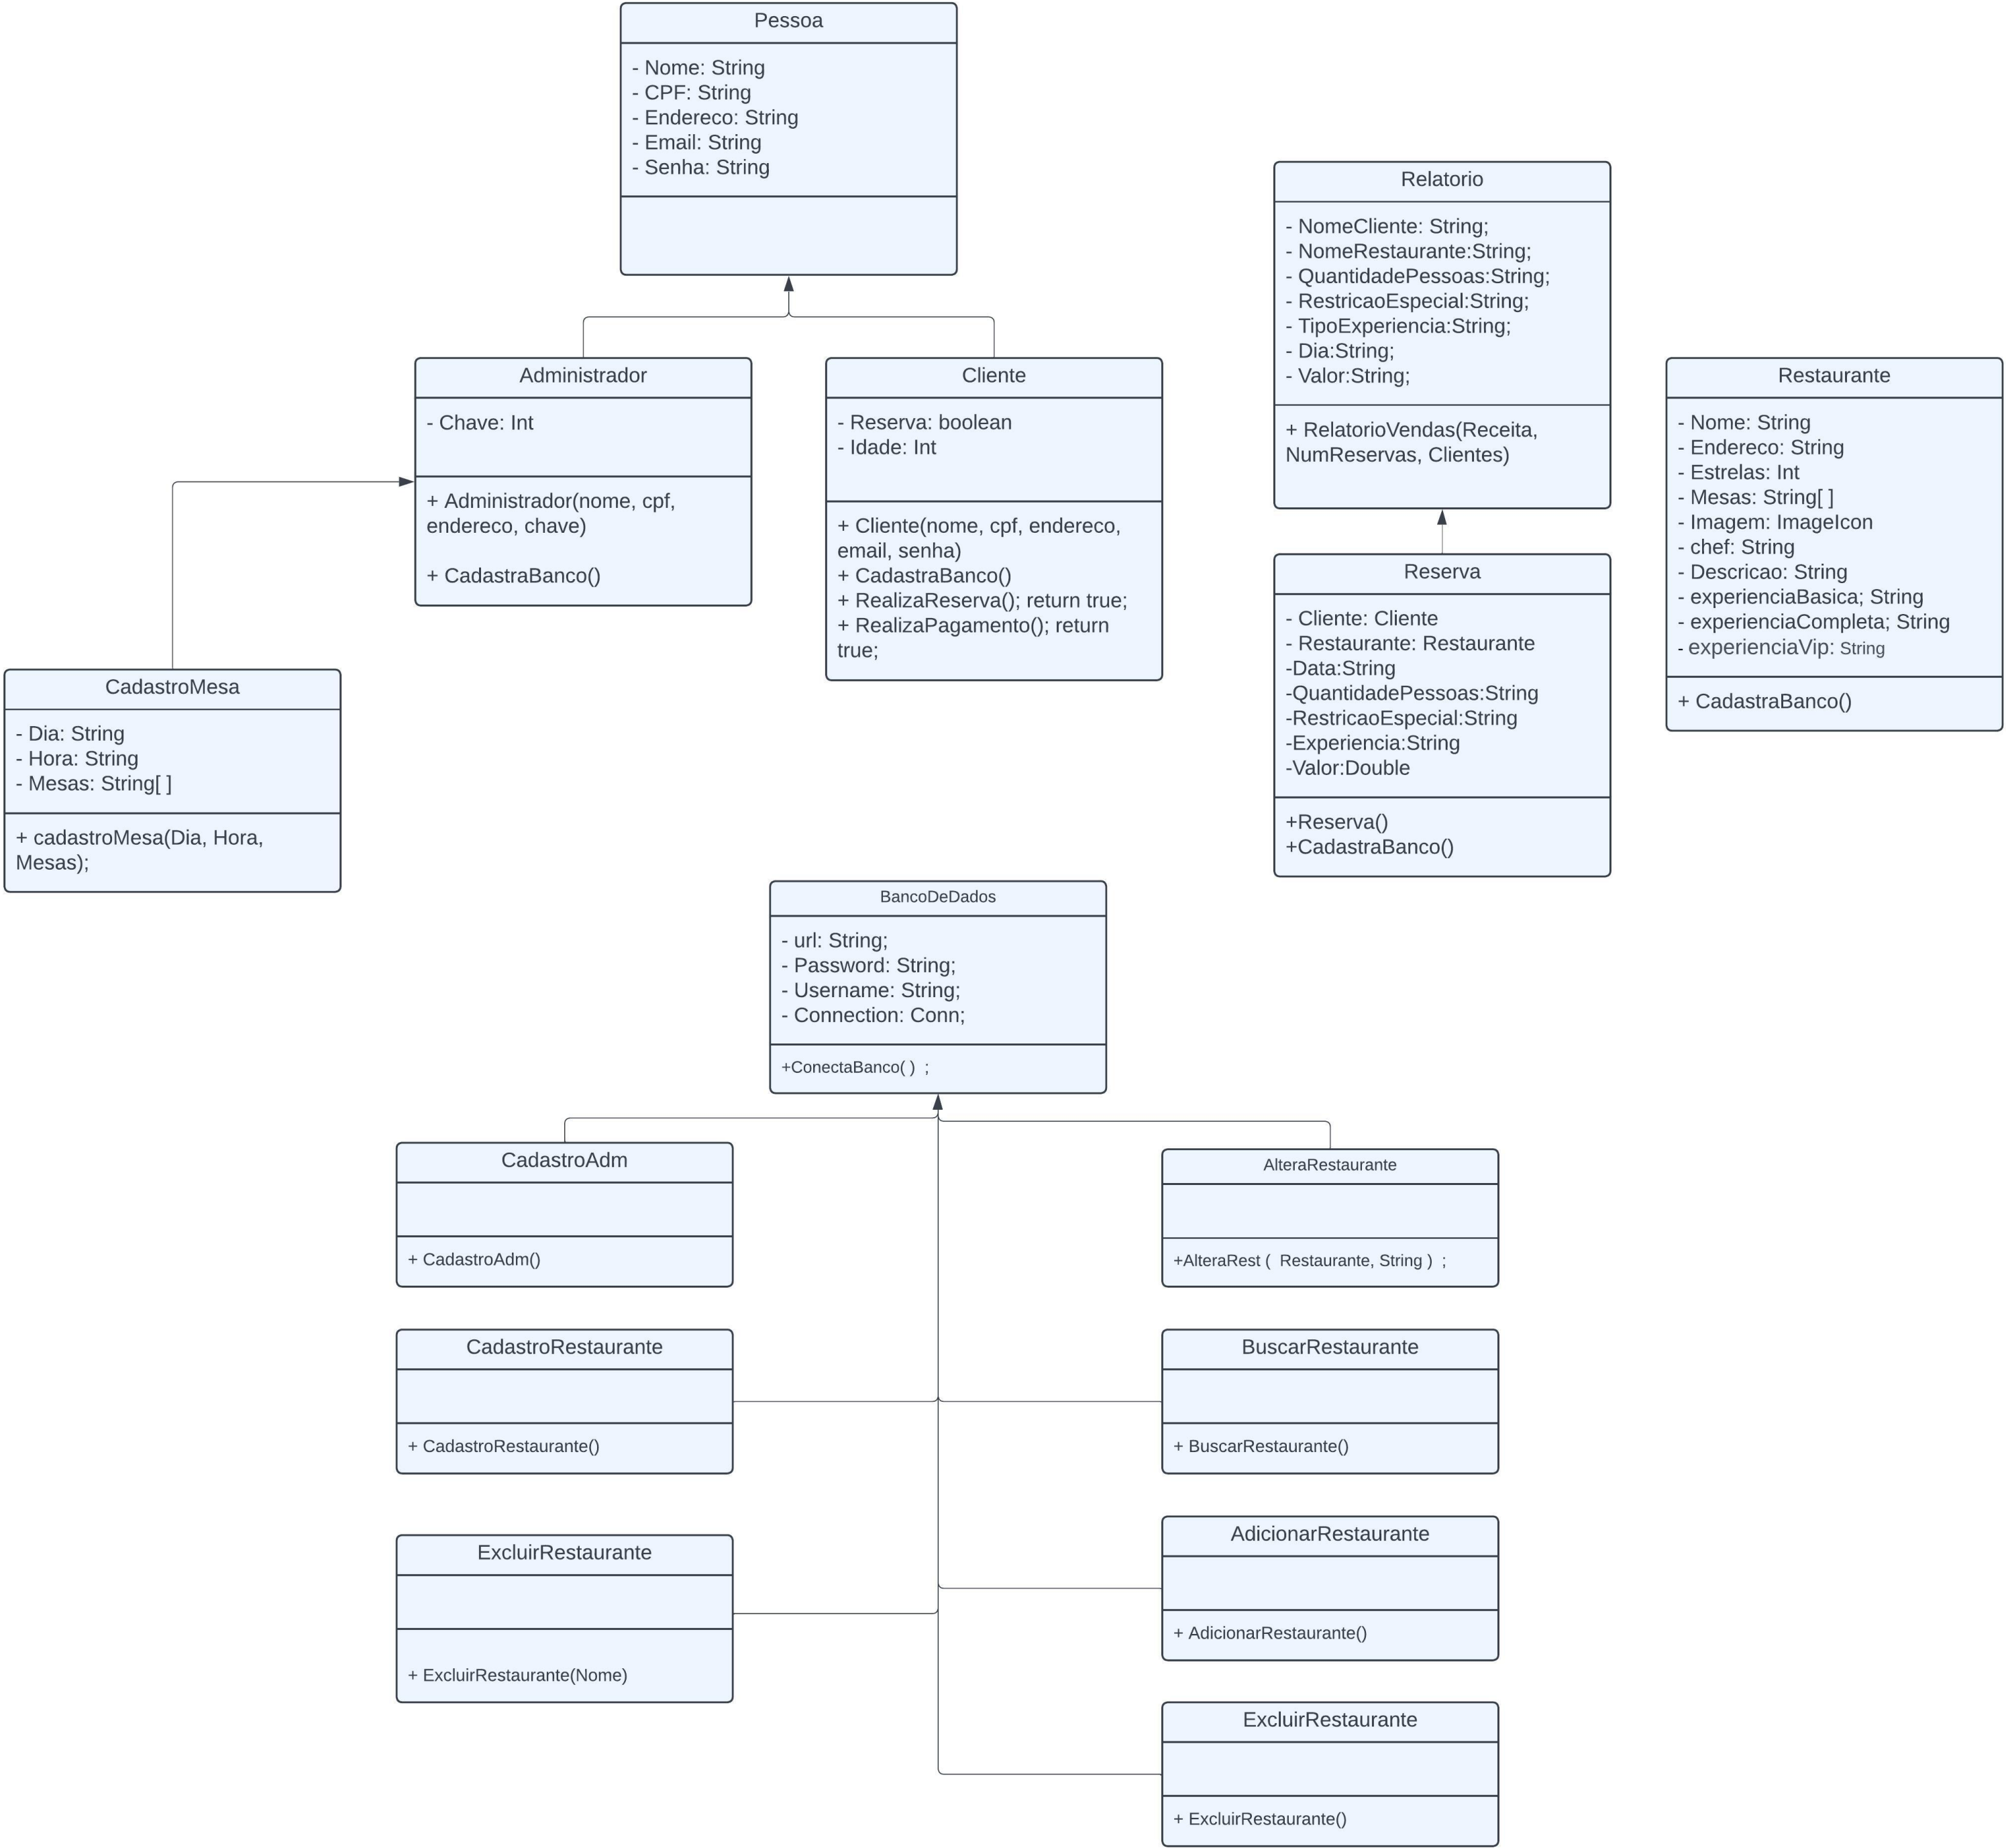 Pessoa
- Nome: String
- CPF: String
- Endereco: String
- Email: String
- Senha: String
Relatorio
- NomeCliente: String;
- NomeRestaurante:String;
- QuantidadePessoas:String;
- RestricaoEspecial:String;
- TipoExperiencia:String;
- Dia:String;
- Valor:String;
+ RelatorioVendas(Receita,
NumReservas, Clientes)
Administrador
- Chave: Int
+ Administrador(nome, cpf,
endereco, chave)
+ CadastraBanco()
Cliente
- Reserva: boolean
- Idade: Int
+ Cliente(nome, cpf, endereco,
email, senha)
+ CadastraBanco()
+ RealizaReserva(); return true;
+ RealizaPagamento(); return
true;
Restaurante
- Nome: String
- Endereco: String
- Estrelas: Int
- Mesas: String[ ]
- Imagem: ImageIcon
- chef: String
- Descricao: String
- experienciaBasica; String
- experienciaCompleta; String
- experienciaVip: String
+ CadastraBanco()
Reserva
- Cliente: Cliente
- Restaurante: Restaurante
-Data:String
-QuantidadePessoas:String
-RestricaoEspecial:String
-Experiencia:String
-Valor:Double
+Reserva()
+CadastraBanco()
CadastroMesa
- Dia: String
- Hora: String
- Mesas: String[ ]
+ cadastroMesa(Dia, Hora,
Mesas);
BancoDeDados
- url: String;
- Password: String;
- Username: String;
- Connection: Conn;
+ConectaBanco( ) ;
CadastroAdm
+ CadastroAdm()
AlteraRestaurante
+AlteraRest ( Restaurante, String ) ;
CadastroRestaurante
+ CadastroRestaurante()
BuscarRestaurante
+ BuscarRestaurante()
ExcluirRestaurante
+ ExcluirRestaurante(Nome)
AdicionarRestaurante
+ AdicionarRestaurante()
ExcluirRestaurante
+ ExcluirRestaurante()